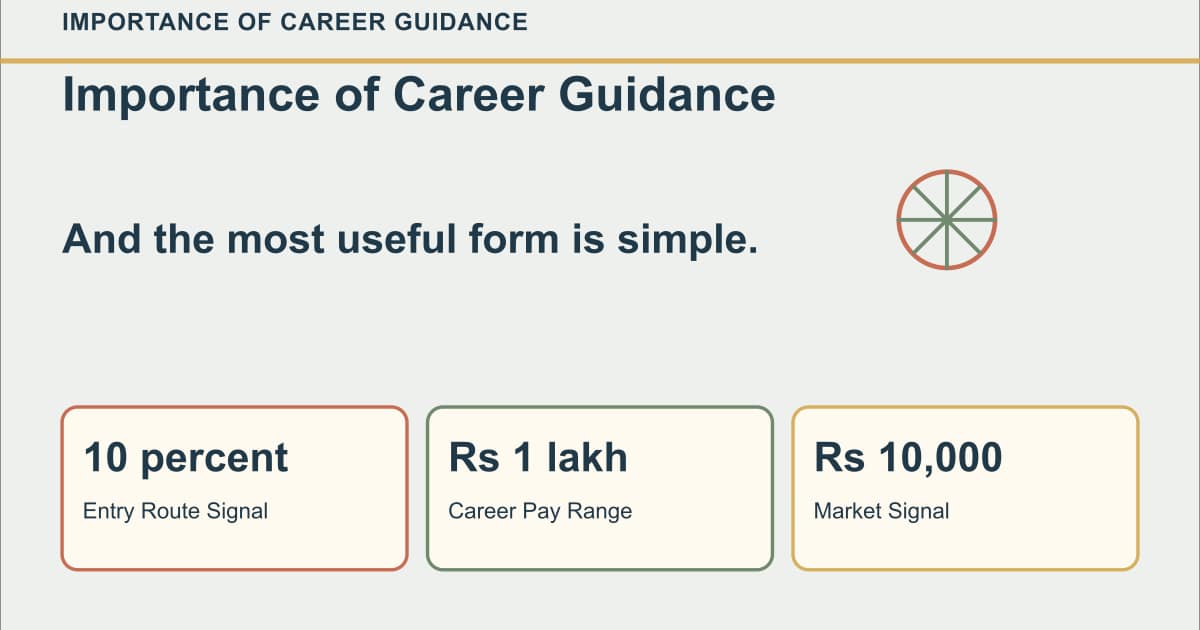 IMPORTANCE OF CAREER GUIDANCE
Importance of Career Guidance
And the most useful form is simple.
10 percent
Entry Route Signal
Rs 1 lakh
Career Pay Range
Rs 10,000
Market Signal